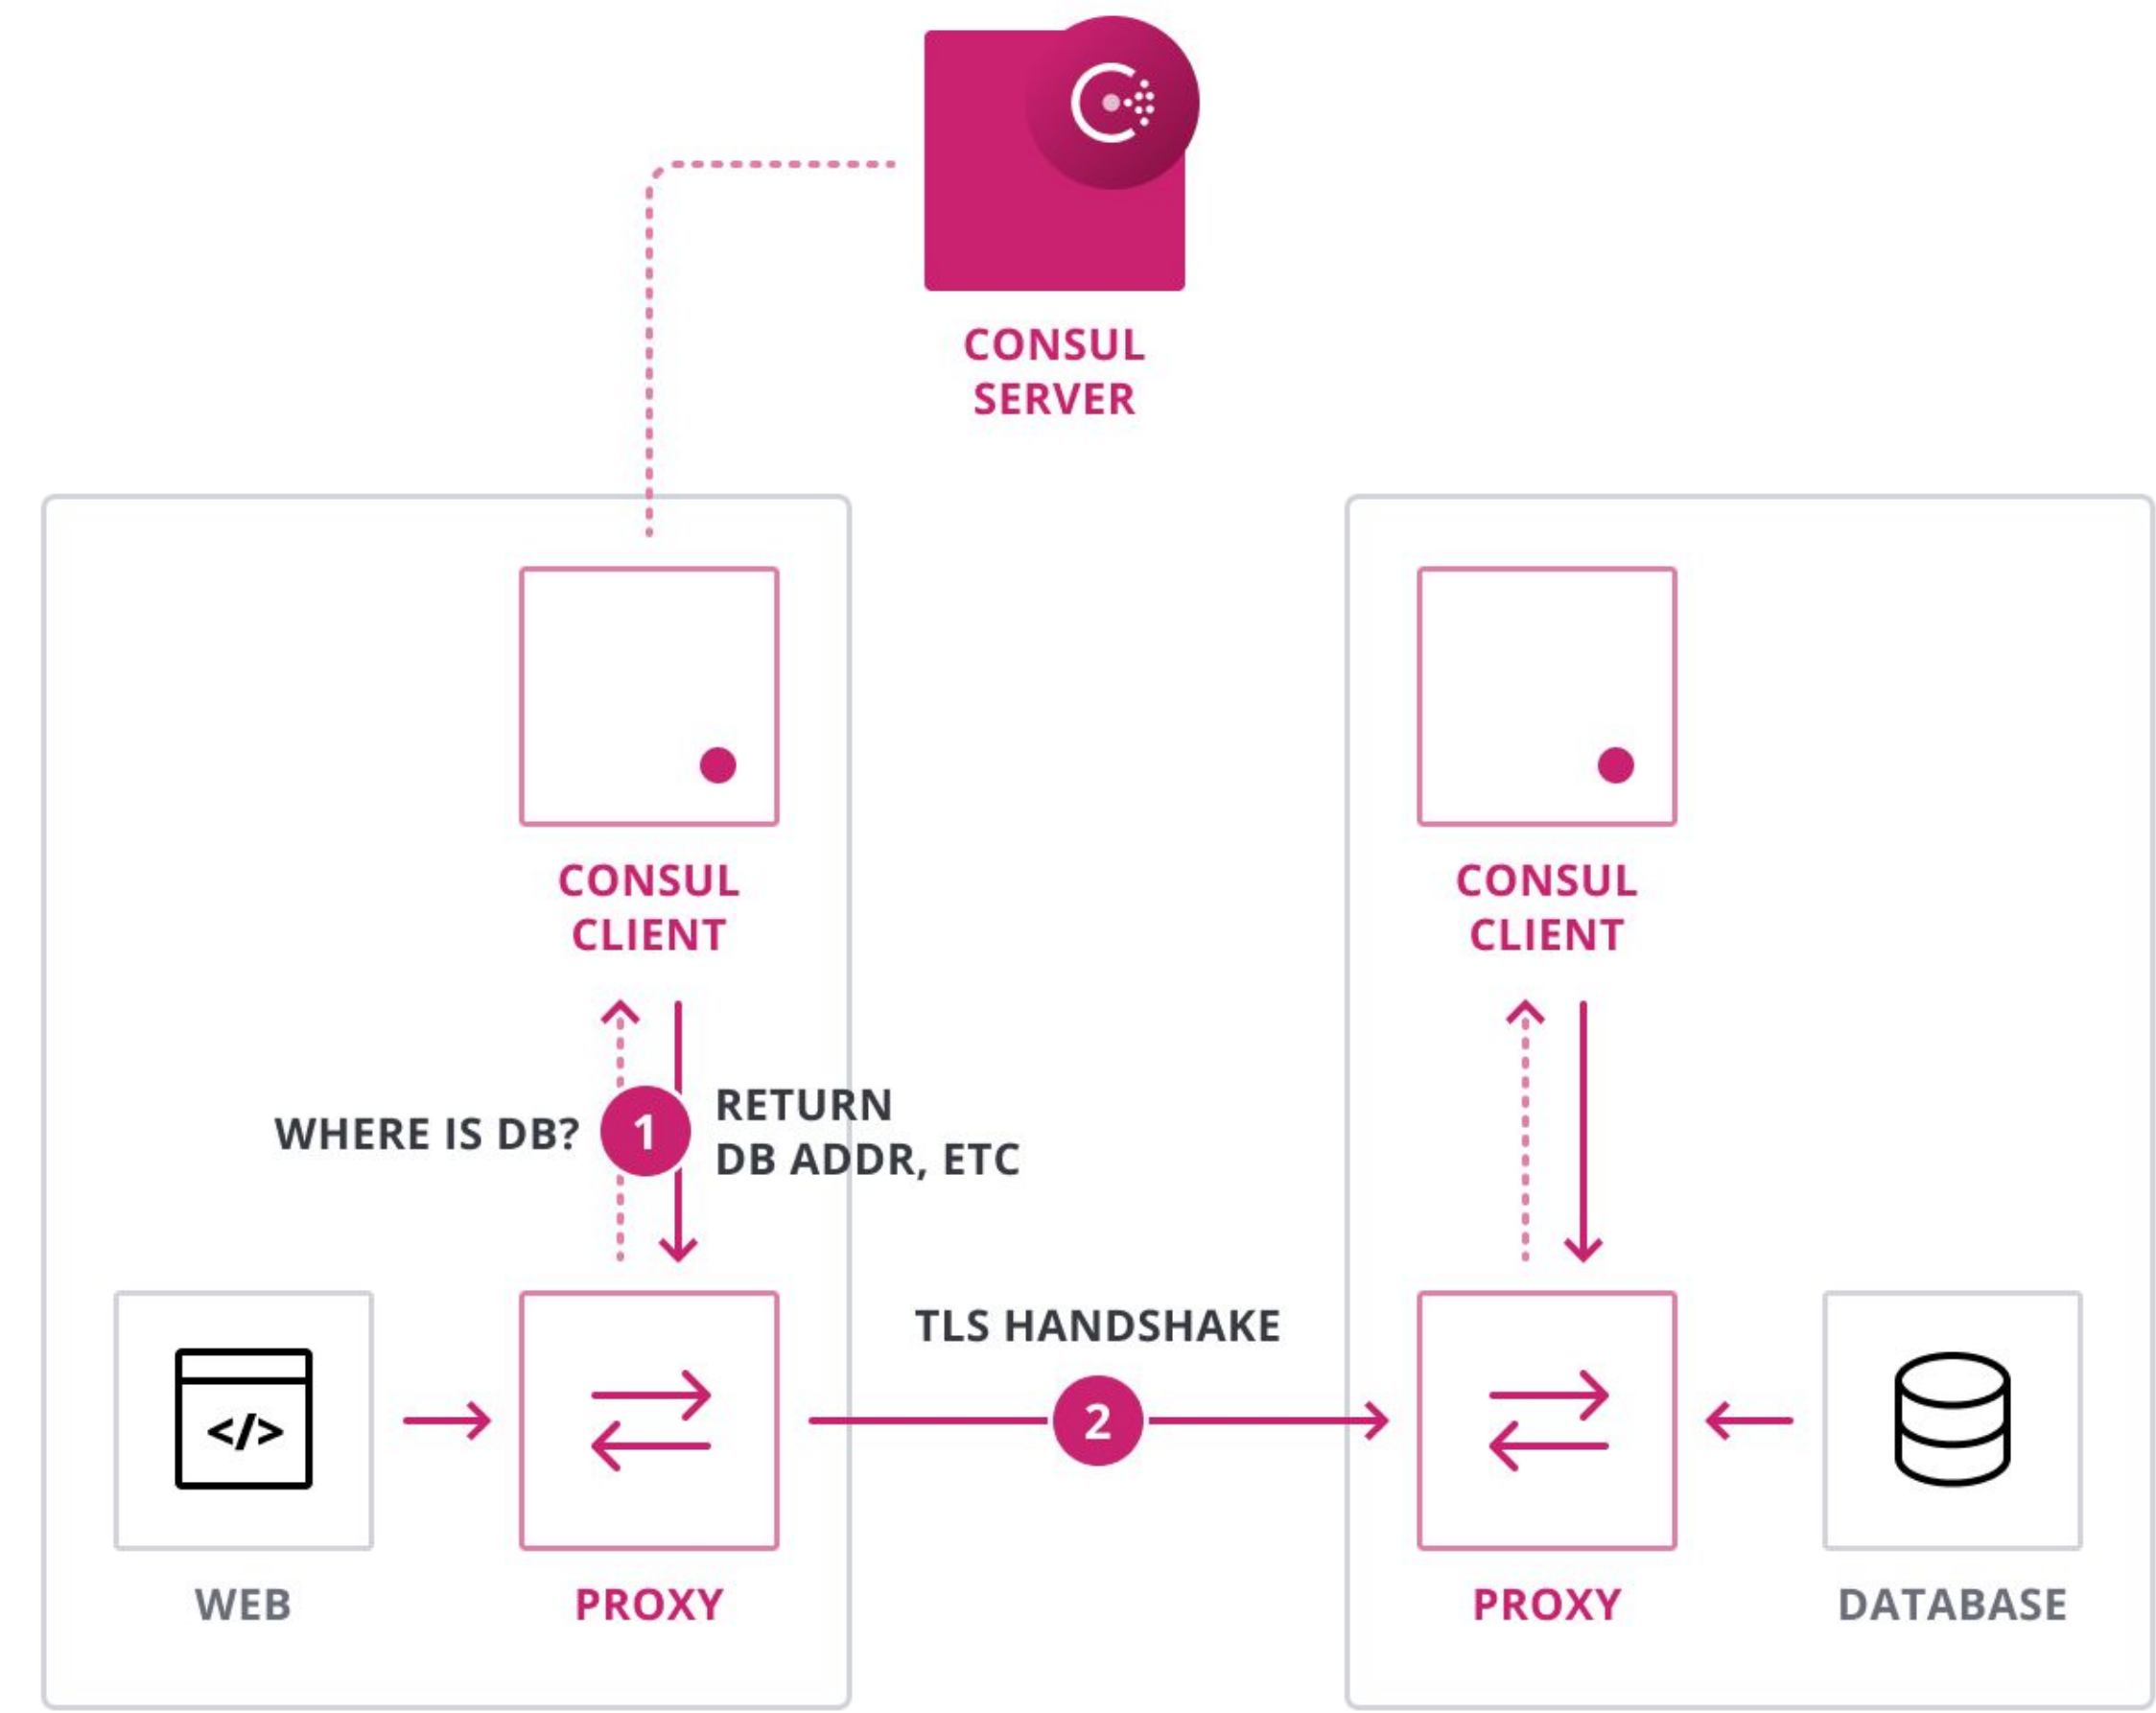 CONSUL
SERVER
CONSUL
CLIENT
CONSUL
CLIENT
WHERE IS DB?
1
RETURN
DB ADDR, ETC
TLS HANDSHAKE
2
</>
WEB
PROXY
PROXY
DATABASE